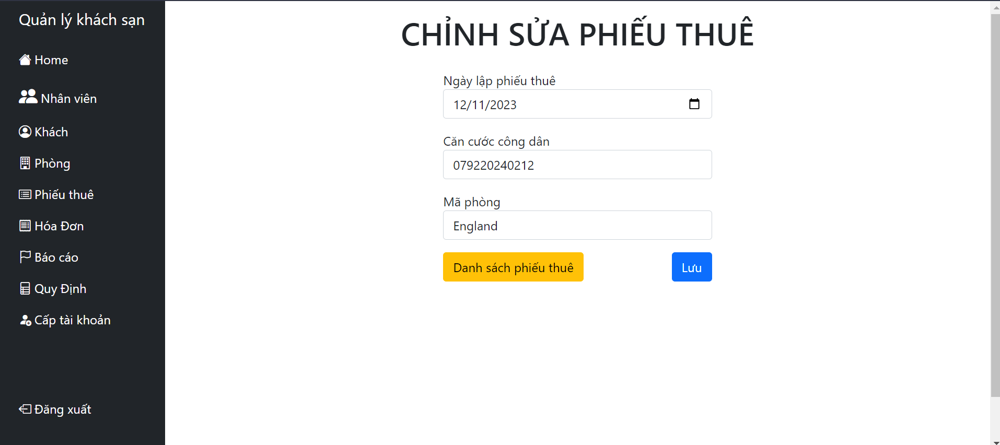 Quản lý khách sạn
Home
Nhân viên
Khách
Phòng
Phiếu thuê
Hóa Đơn
Báo cáo
Quy Định
Cấp tài khoản
Đăng xuất
CHỈNH SỬA PHIẾU THUÊ
Ngày lập phiếu thuê
12/11/2023
Căn cước công dân
079220240212
Mã phòng
England
Danh sách phiếu thuê
Lưu